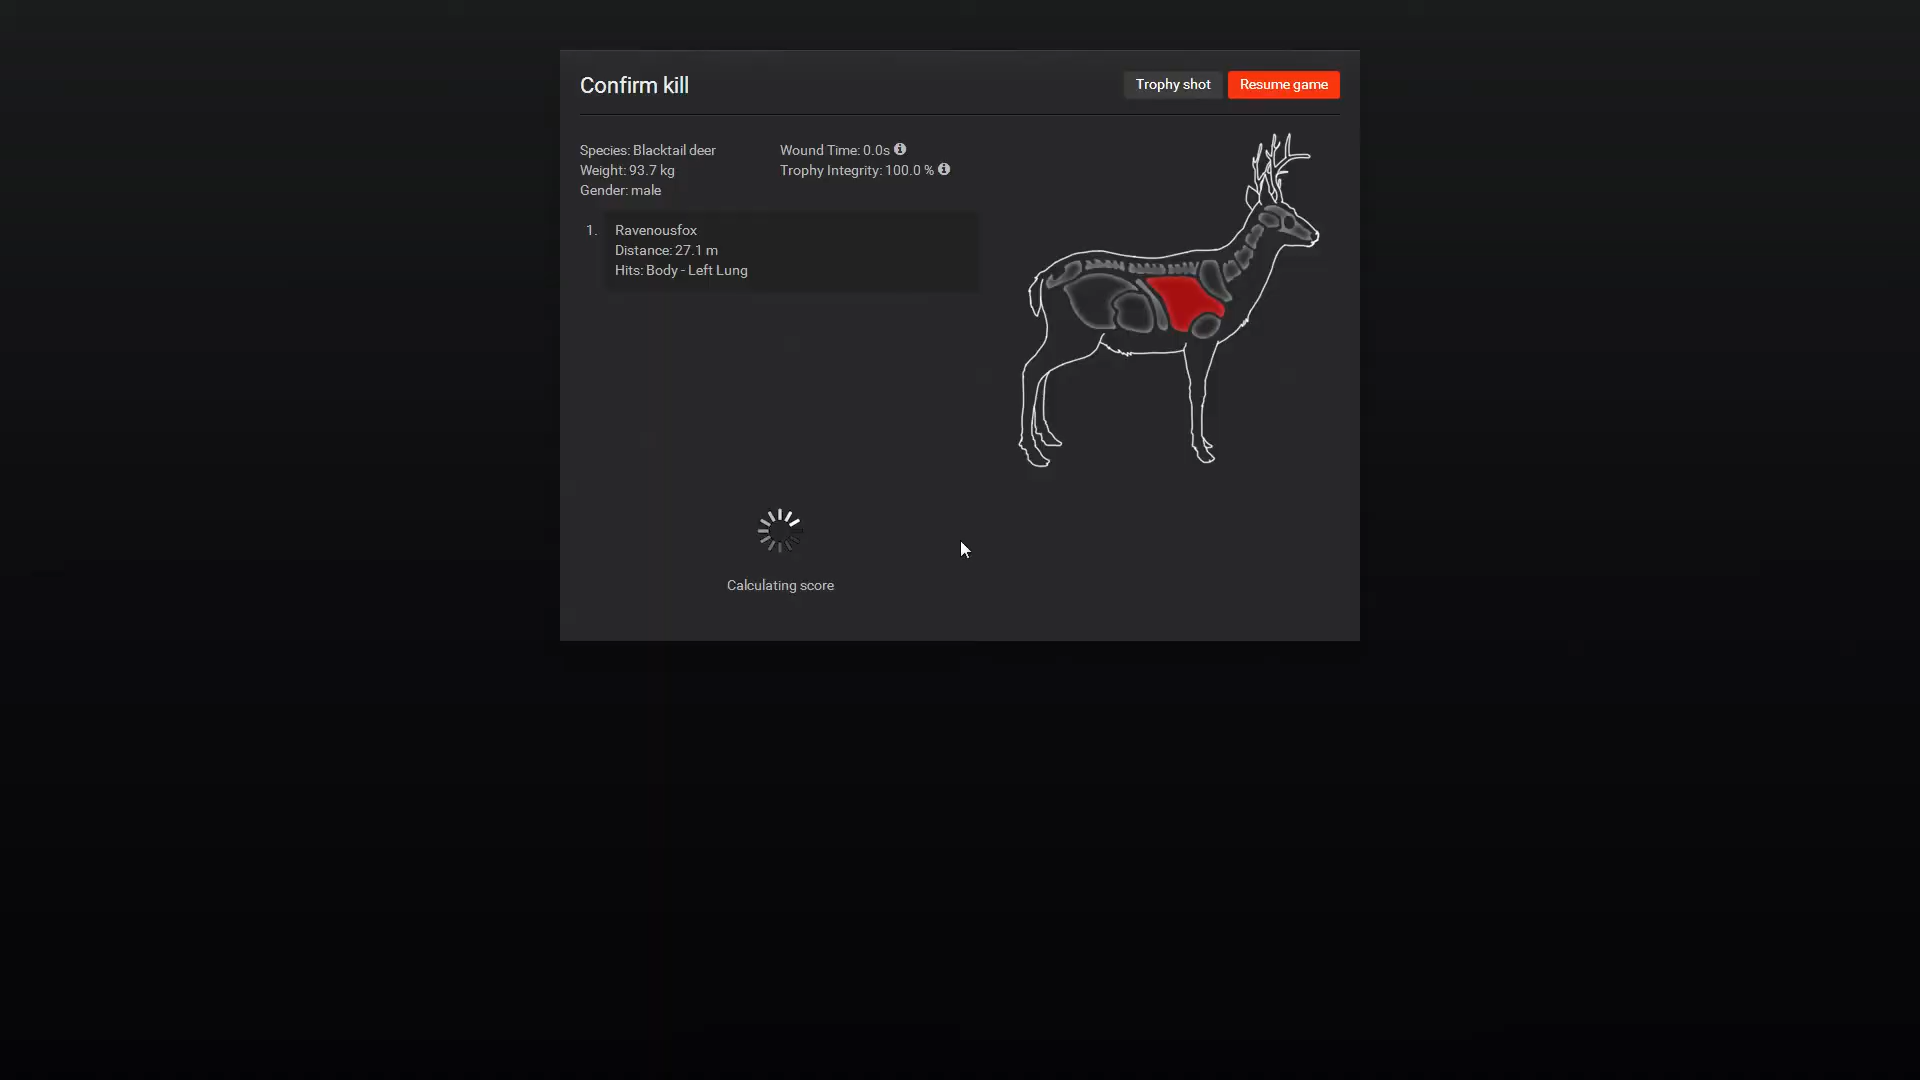 Confirm kill
Trophy shot
Resume game
Species: Blacktail deer
Weight: 93.7 kg
Gender: male
Wound Time: 0.0s
Trophy Integrity: 100.0 %
1.
Ravenousfox
Distance: 27.1 m
Hits: Body - Left Lung
Calculating score